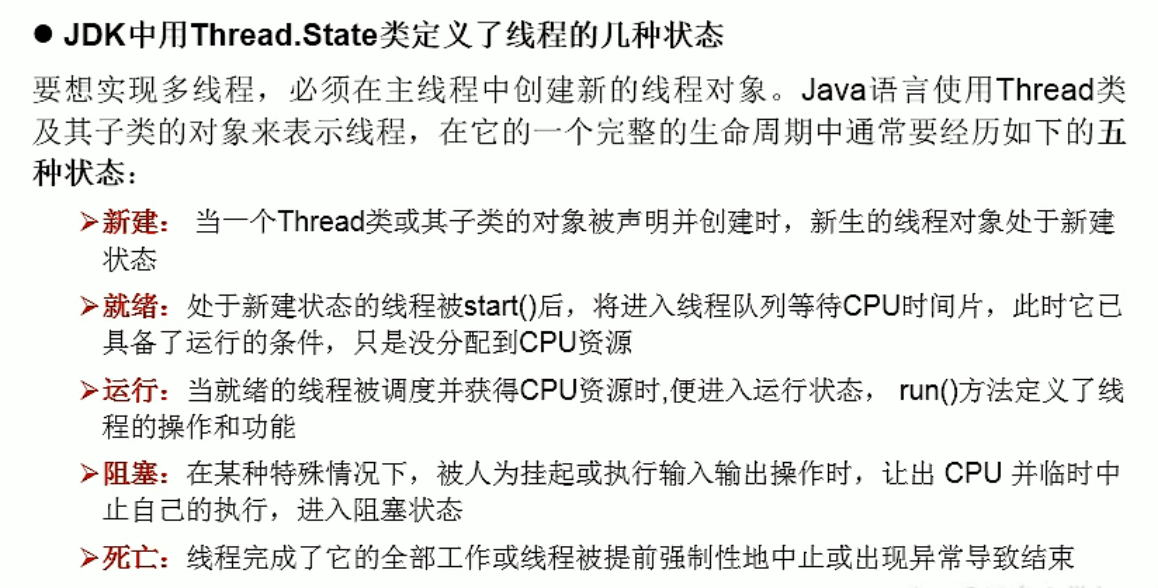 ● JDK中用Thread.State类定义了线程的几种状态
要想实现多线程，必须在主线程中创建新的线程对象。Java语言使用Thread类
及其子类的对象来表示线程，在它的一个完整的生命周期中通常要经历如下的五
种状态：
➢新建： 当一个Thread类或其子类的对象被声明并创建时，新生的线程对象处于新建
状态
➢就绪：处于新建状态的线程被start()后，将进入线程队列等待CPU时间片，此时它已
具备了运行的条件，只是没分配到CPU资源
➢运行：当就绪的线程被调度并获得CPU资源时,便进入运行状态， run()方法定义了线
程的操作和功能
➢阻塞：在某种特殊情况下，被人为挂起或执行输入输出操作时，让出 CPU 并临时中
止自己的执行，进入阻塞状态
➢死亡：线程完成了它的全部工作或线程被提前强制性地中止或出现异常导致结束